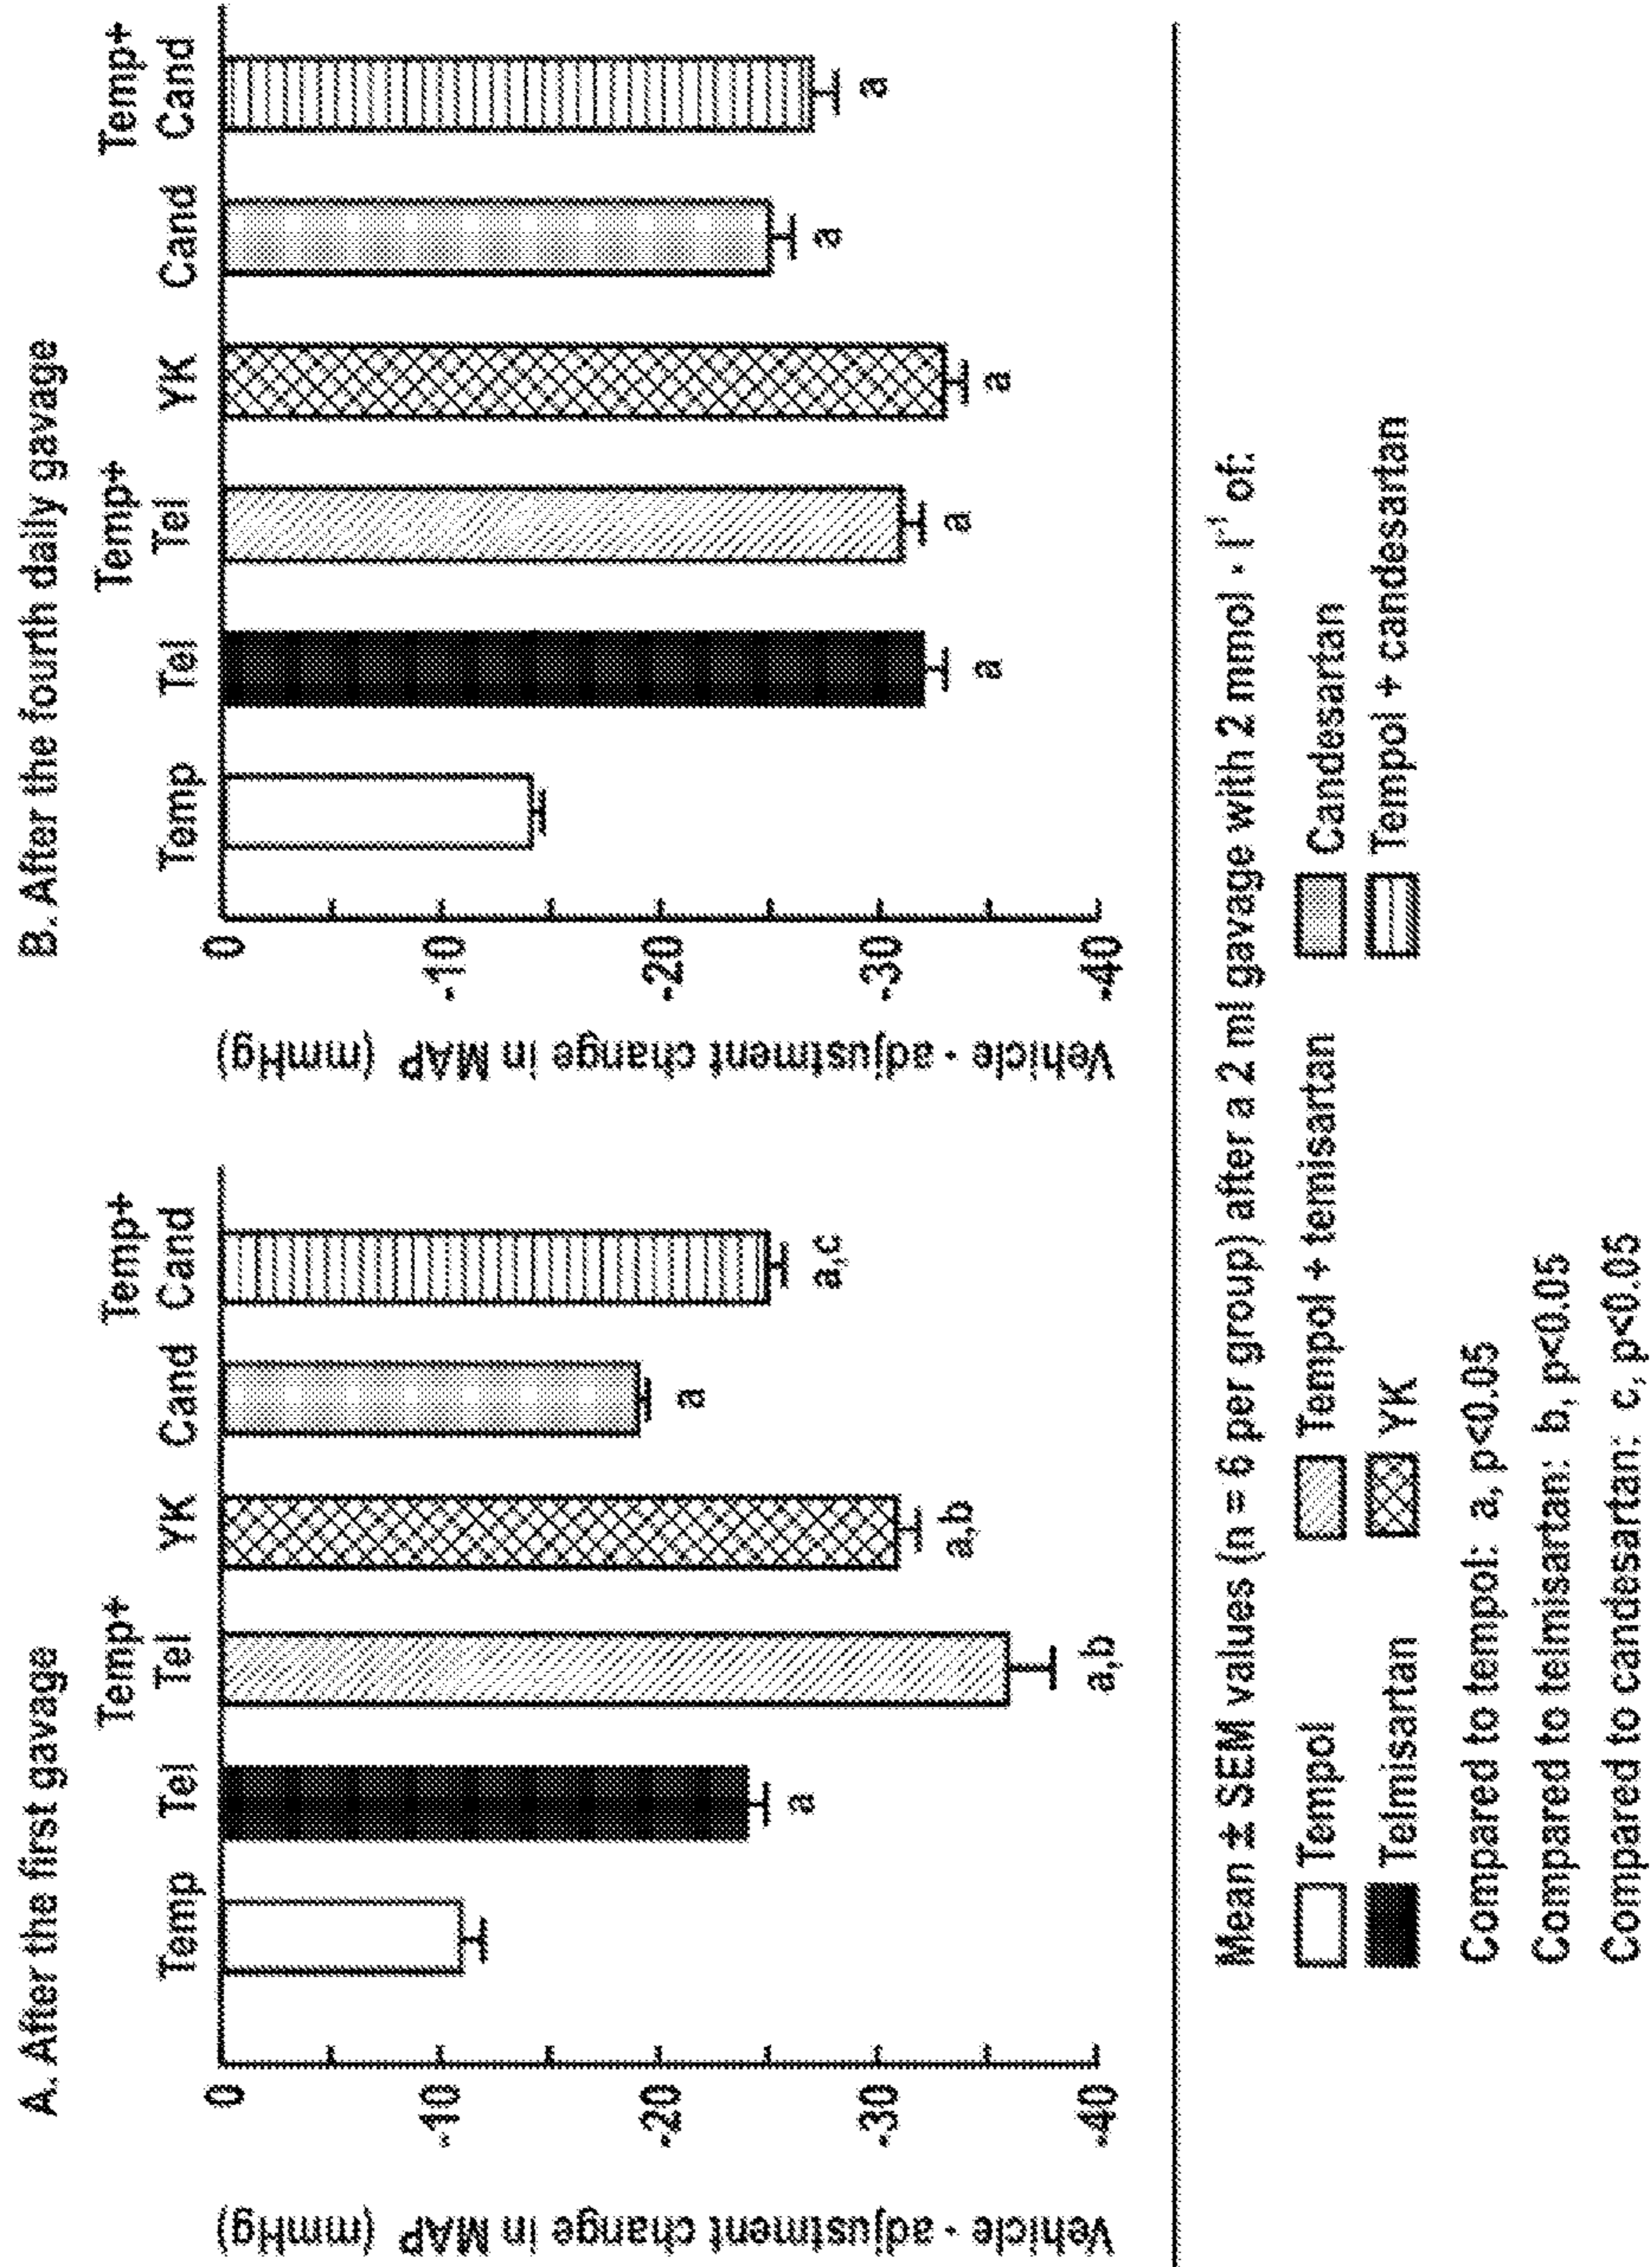 A. After the first gavage
Temp+ Temp+
Temp Tel Tel YK Cand Cand
0
-10
-20
-30
-40
Vehicle - adjustment change in MAP (mmHg)
a
a,b
a,b
a
a,c
B. After the fourth daily gavage
Temp+ Temp+
Temp Tel Tel YK Cand Cand
0
-10
-20
-30
-40
Vehicle - adjustment change in MAP (mmHg)
a
a
a
a
a
Mean ± SEM values (n = 6 per group) after a 2 ml gavage with 2 mmol · l⁻¹ of:
Tempol Tempol + temisartan Candesartan
Telmisartan YK Tempol + candesartan
Compared to tempol: a, p<0.05
Compared to telmisartan: b, p<0.05
Compared to candesartan: c, p<0.05